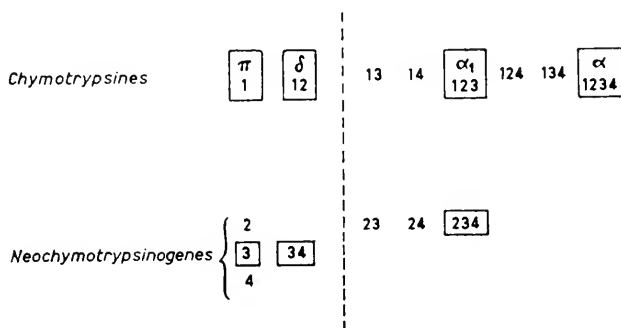 π δ α₁ α
Chymotrypsines 1 12 13 14 123 124 134 1234
2 23 24 234
Neochymotrypsinogenes 3 34
4